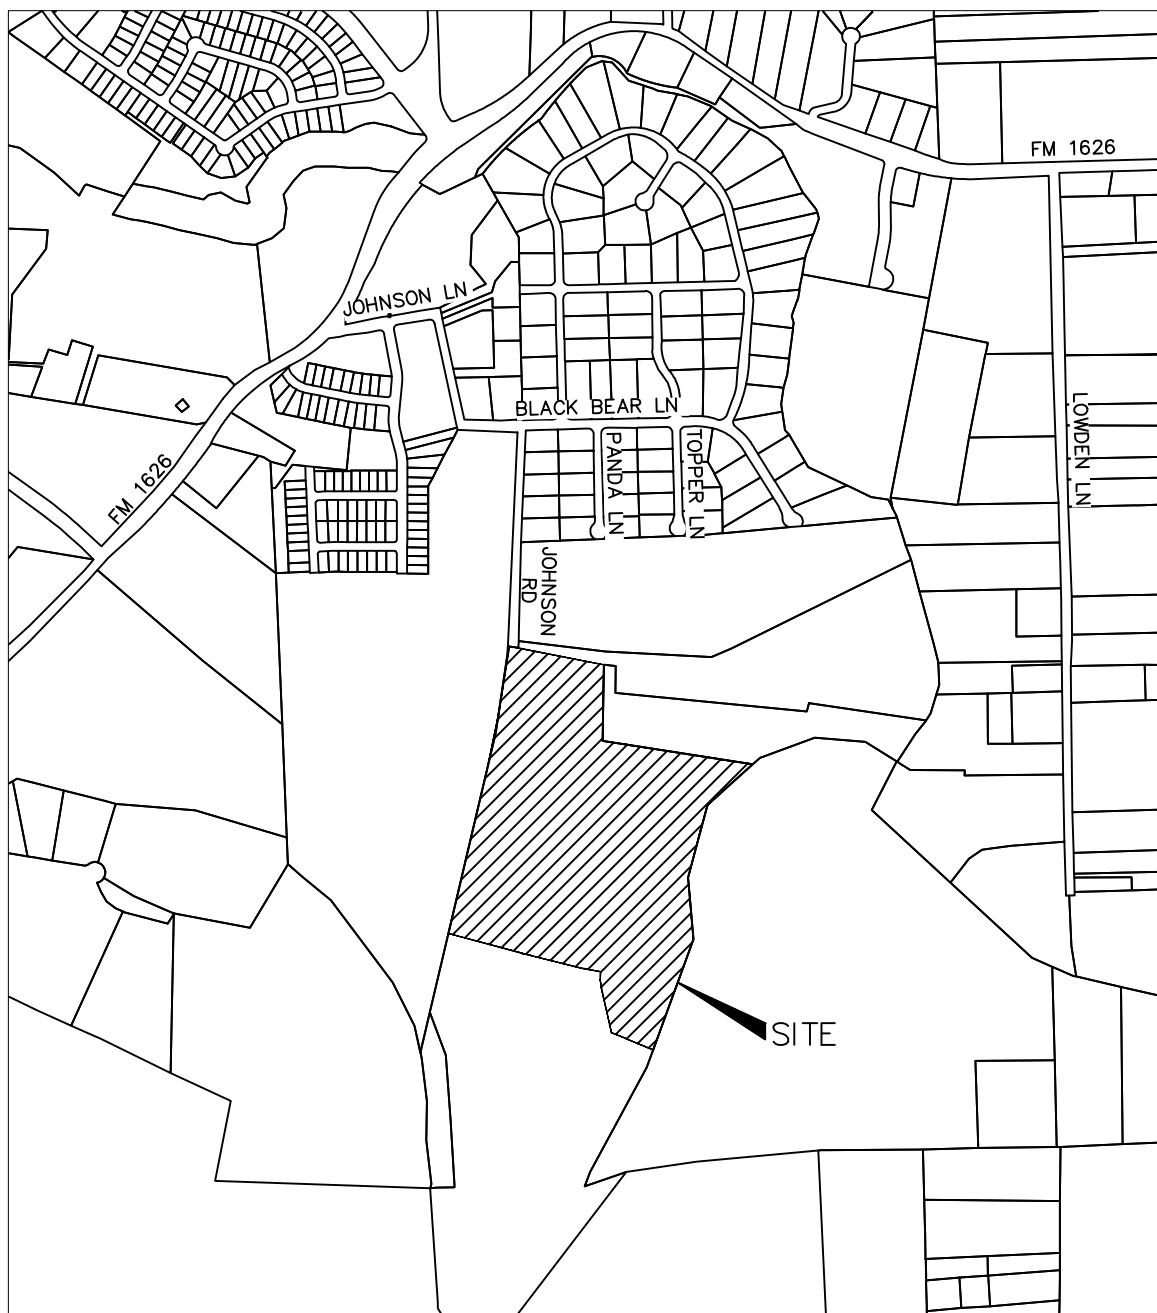 FM 1626
JOHNSON LN
BLACK BEAR LN
LOWDEN LN
PANDA LN
TOPPER LN
FM 1626
JOHNSON
RD
SITE